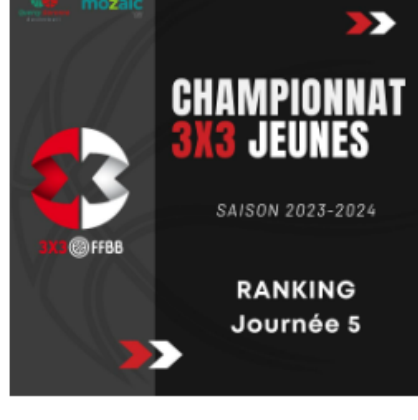 mozaic
CHAMPIONNAT
3X3 JEUNES
SAISON 2023-2024
3X3 FFBB
RANKING
Journée 5